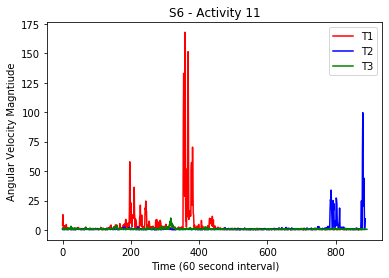 S6 - Activity 11
T1
T2
T3
Angular Velocity Magntiude
175
150
125
100
75
50
25
0
0
200
400
600
800
Time (60 second interval)